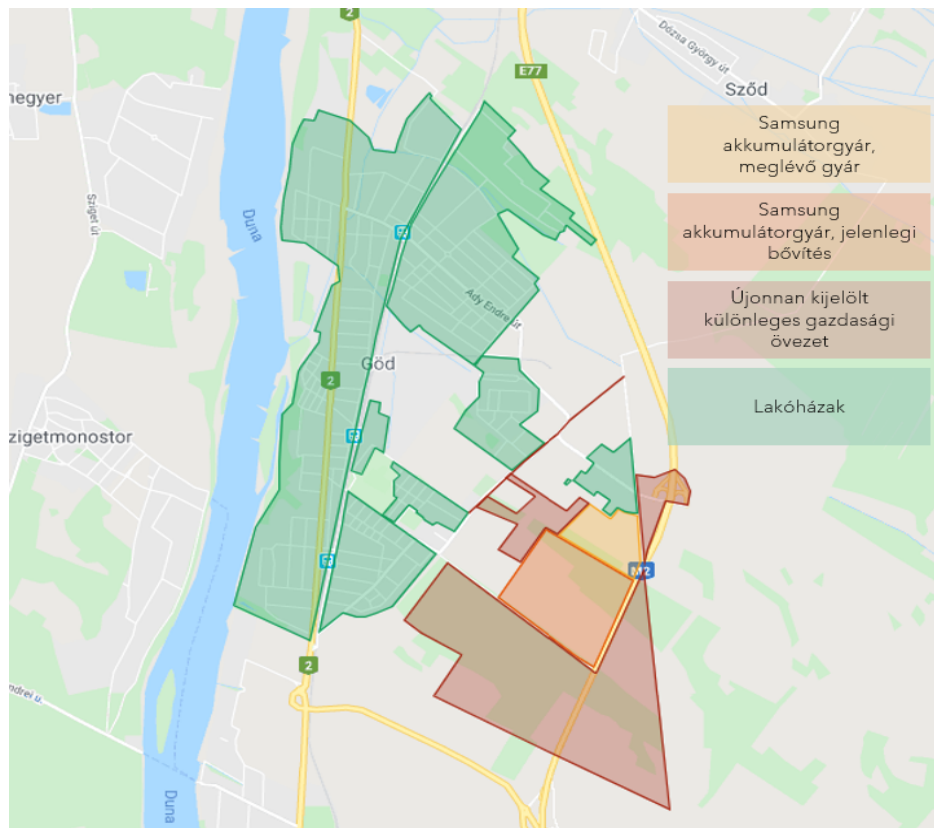 2
E77
Dózsa György út
Sződ
negyer
Sziget út
Duna
Samsung
akkumulátorgyár,
meglévő gyár
Samsung
akkumulátorgyár, jelenlegi
bővítés
Újonnan kijelölt
különleges gazdasági
övezet
Lakóházak
Ady Endre út
Göd
2
zigetmonostor
M2
2
ndrei u.
Duna
Duna